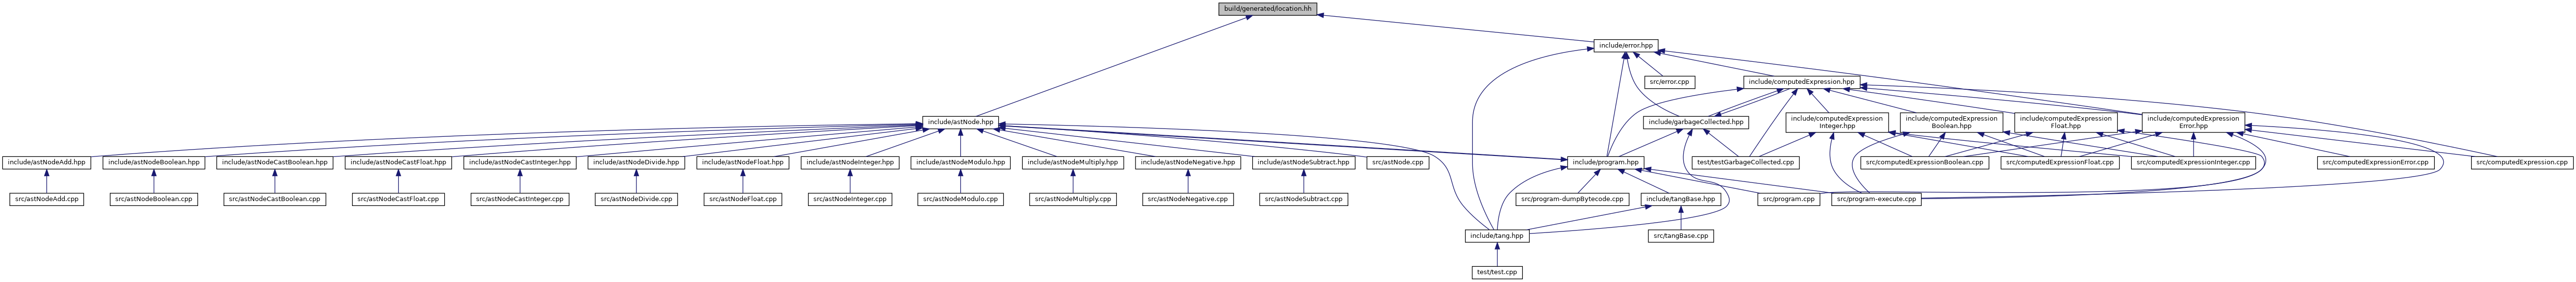 build/generated/location.hh
include/error.hpp
src/error.cpp
include/computedExpression.hpp
include/astNode.hpp
include/garbageCollected.hpp
include/computedExpression
Integer.hpp
include/computedExpression
Boolean.hpp
include/computedExpression
Float.hpp
include/computedExpression
Error.hpp
include/astNodeAdd.hpp
include/astNodeBoolean.hpp
include/astNodeCastBoolean.hpp
include/astNodeCastFloat.hpp
include/astNodeCastInteger.hpp
include/astNodeDivide.hpp
include/astNodeFloat.hpp
include/astNodeInteger.hpp
include/astNodeModulo.hpp
include/astNodeMultiply.hpp
include/astNodeNegative.hpp
include/astNodeSubtract.hpp
src/astNode.cpp
include/program.hpp
test/testGarbageCollected.cpp
src/computedExpressionBoolean.cpp
src/computedExpressionFloat.cpp
src/computedExpressionInteger.cpp
src/computedExpressionError.cpp
src/computedExpression.cpp
src/astNodeAdd.cpp
src/astNodeBoolean.cpp
src/astNodeCastBoolean.cpp
src/astNodeCastFloat.cpp
src/astNodeCastInteger.cpp
src/astNodeDivide.cpp
src/astNodeFloat.cpp
src/astNodeInteger.cpp
src/astNodeModulo.cpp
src/astNodeMultiply.cpp
src/astNodeNegative.cpp
src/astNodeSubtract.cpp
src/program-dumpBytecode.cpp
include/tangBase.hpp
src/program.cpp
src/program-execute.cpp
include/tang.hpp
src/tangBase.cpp
test/test.cpp